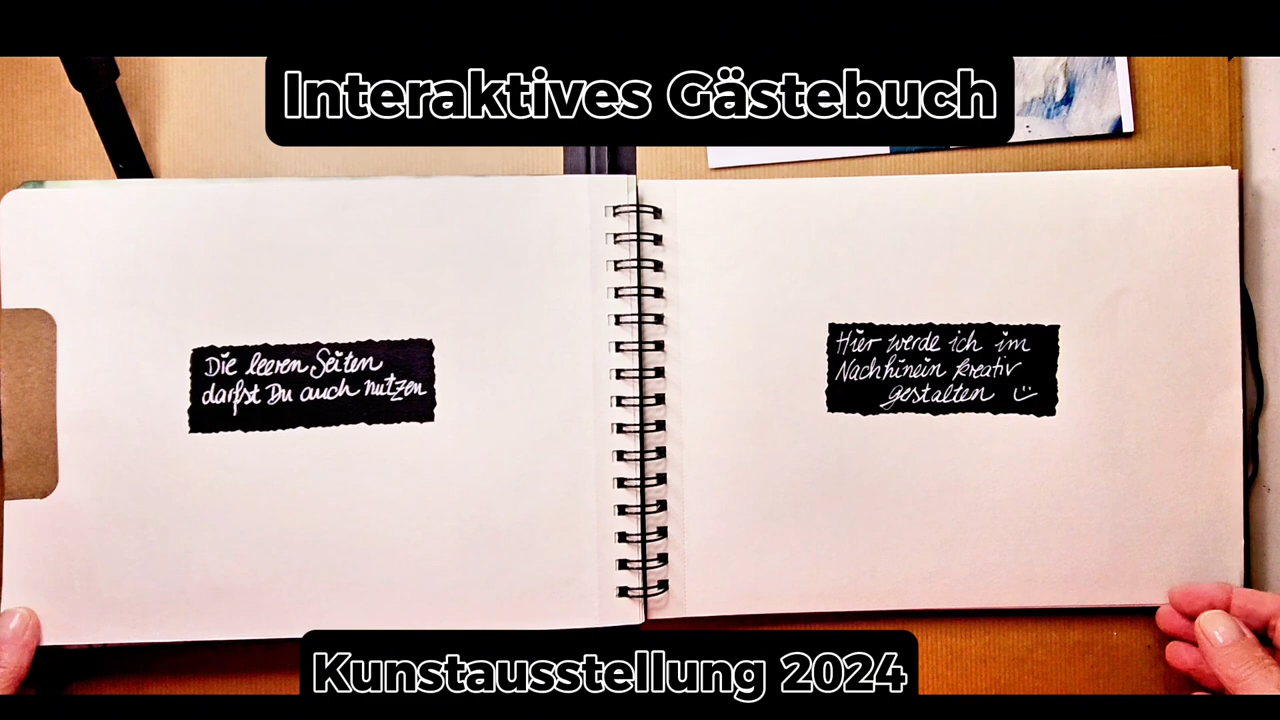 Interaktives Gästebuch
Die leeren Seiten
darfst Du auch nutzen
Hier werde ich im
Nachhinein kreativ
gestalten
Kunstausstellung 2024